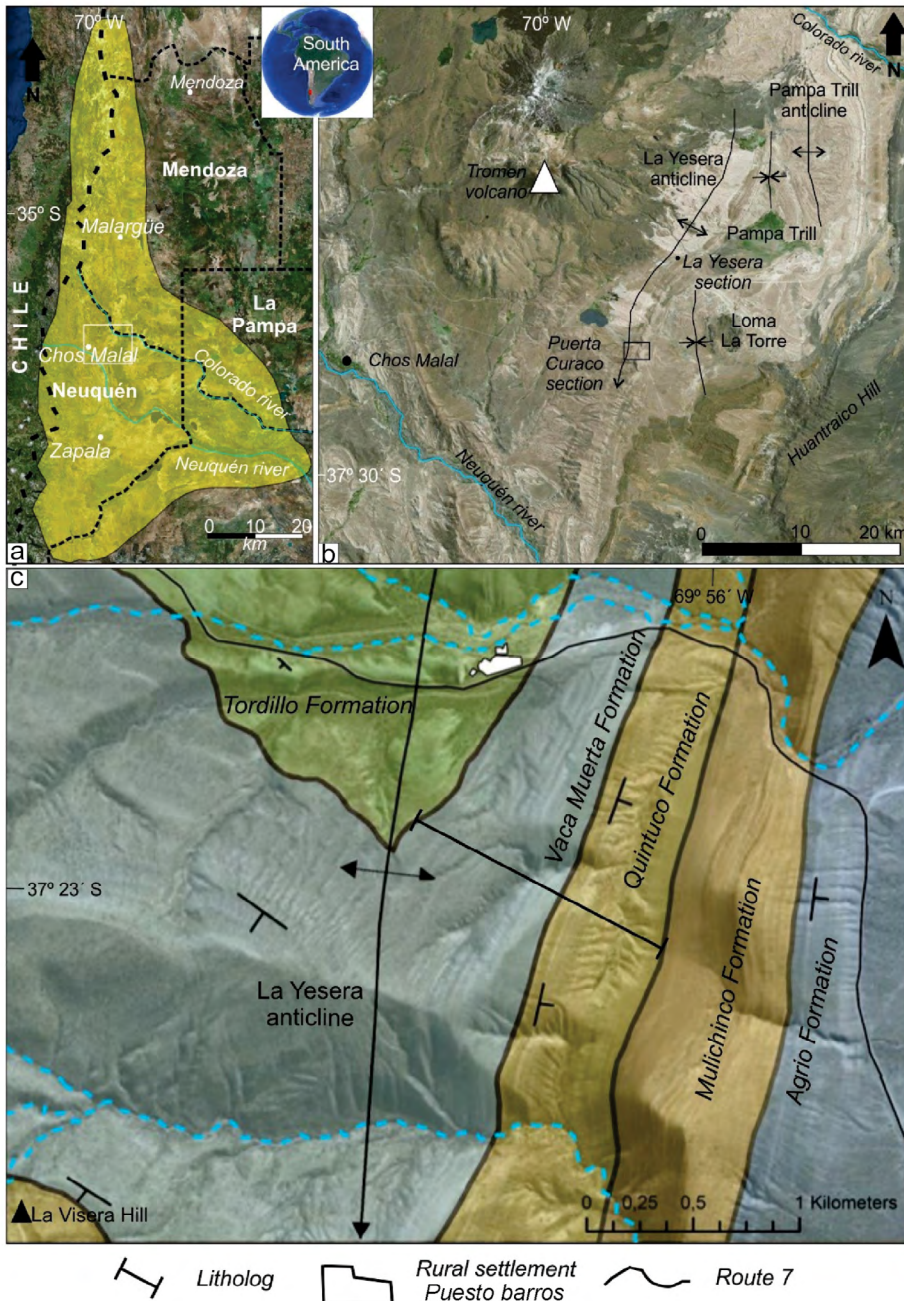 70º W
South
America
N
Mendoza
Mendoza
35º S
Malargüe
CHILE
La
Pampa
Chos Malal
Neuquén
Colorado
river
Zapala
Neuquén river
0 10 20
km
a
70º W
Colorado
river
N
Pampa Trill
anticline
La Yesera
anticline
Tromen
volcano
Pampa Trill
La Yesera
section
Loma
La Torre
Puerta
Curaco
section
Chos Malal
Huantraico Hill
Neuquén river
37º 30´ S
0 10 20 km
b
c
69º 56´ W
N
Tordillo Formation
Vaca Muerta Formation
Quintuco Formation
Mulichinco Formation
Agrio Formation
37º 23´ S
La Yesera
anticline
0 0,25 0,5 1 Kilometers
La Visera Hill
Litholog
Rural settlement
Puesto barros
Route 7